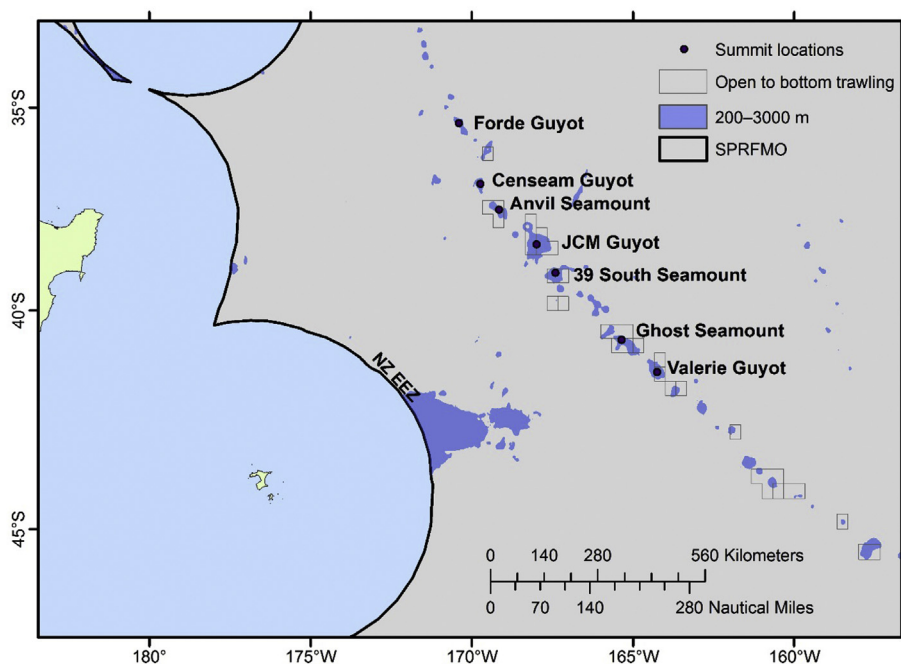 Summit locations
Open to bottom trawling
200–3000 m
SPRFMO
35°S
Forde Guyot
Censeam Guyot
Anvil Seamount
JCM Guyot
39 South Seamount
40°S
Ghost Seamount
Valerie Guyot
NZ EEZ
45°S
0 140 280 560 Kilometers
0 70 140 280 Nautical Miles
180° 175°W 170°W 165°W 160°W